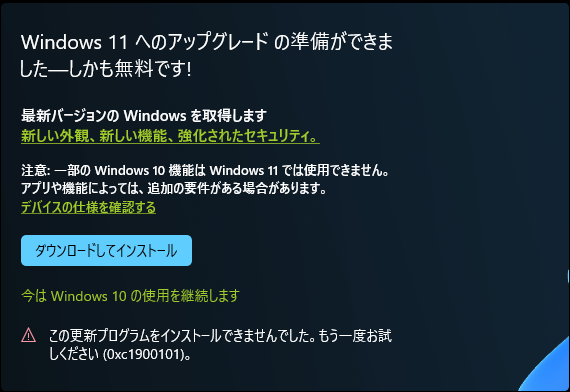 Windows 11 へのアップグレード の準備ができま
した—しかも無料です!
最新バージョンの Windows を取得します
新しい外観、新しい機能、強化されたセキュリティ。
注意: 一部の Windows 10 機能は Windows 11 では使用できません。
アプリや機能によっては、追加の要件がある場合があります。
デバイスの仕様を確認する
ダウンロードしてインストール
今は Windows 10 の使用を継続します
この更新プログラムをインストールできませんでした。もう一度お試
しください (0xc1900101)。